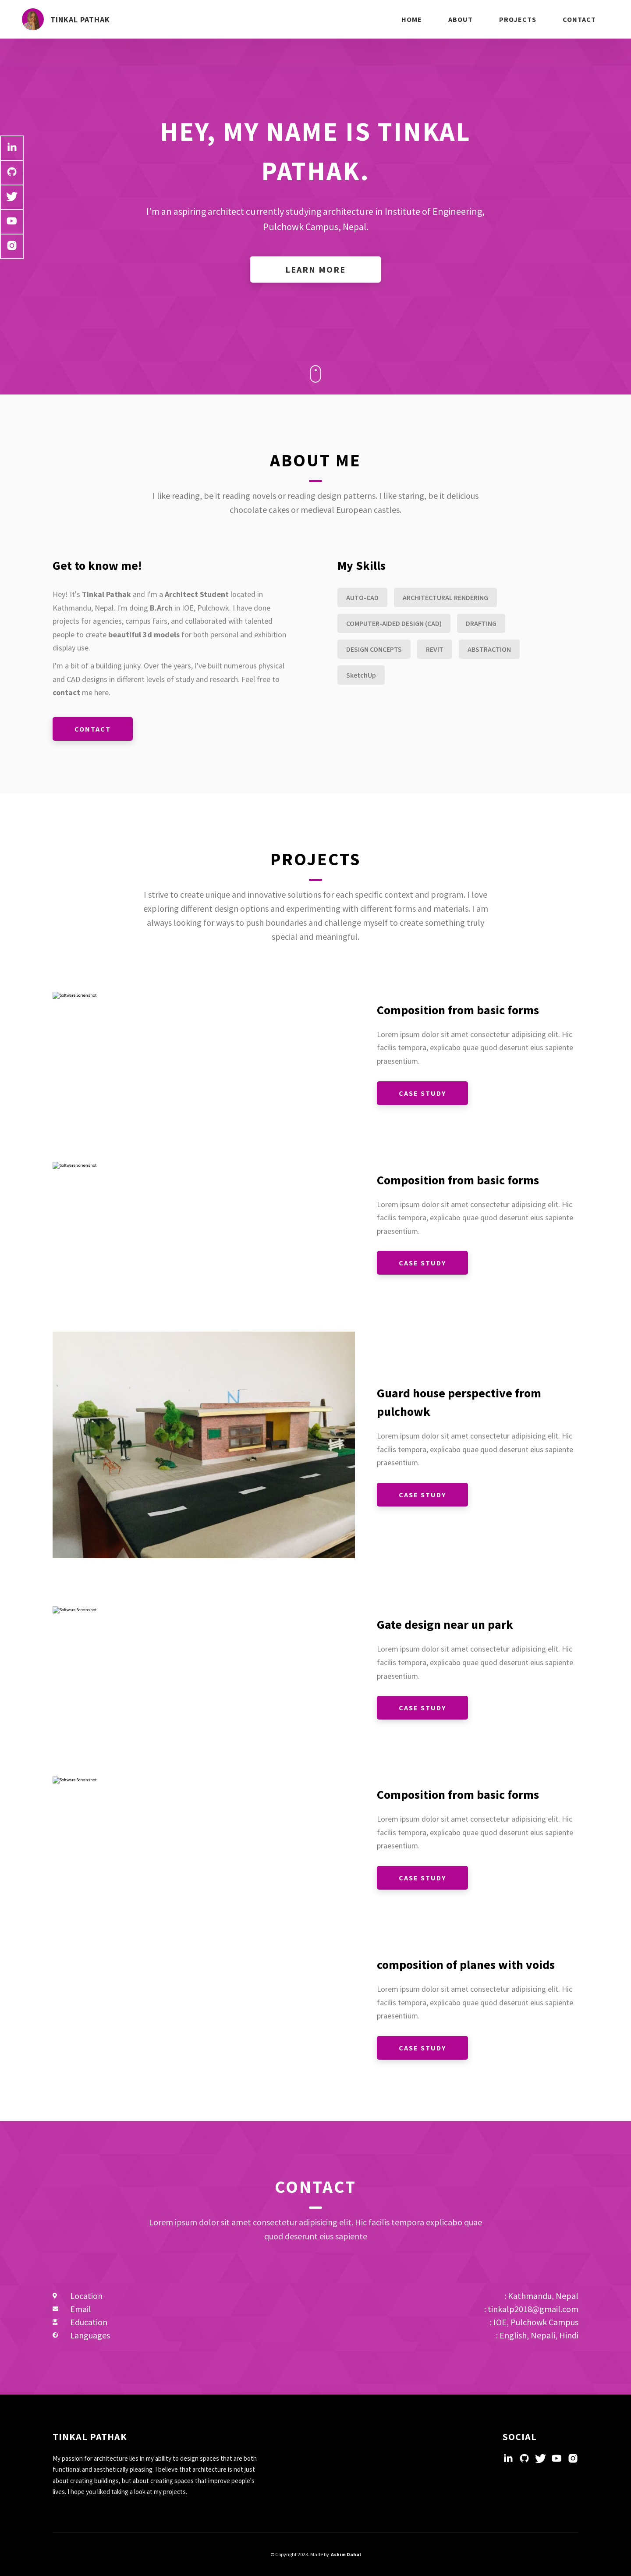 TINKAL PATHAK
HOME
ABOUT
PROJECTS
CONTACT
HEY, MY NAME IS TINKAL
PATHAK.
I'm an aspiring architect currently studying architecture in Institute of Engineering,
Pulchowk Campus, Nepal.
LEARN MORE
ABOUT ME
I like reading, be it reading novels or reading design patterns. I like staring, be it delicious
chocolate cakes or medieval European castles.
Get to know me!
Hey! It's Tinkal Pathak and I'm a Architect Student located in
Kathmandu, Nepal. I'm doing B.Arch in IOE, Pulchowk. I have done
projects for agencies, campus fairs, and collaborated with talented
people to create beautiful 3d models for both personal and exhibition
display use.
I'm a bit of a building junky. Over the years, I've built numerous physical
and CAD designs in different levels of study and research. Feel free to
contact me here.
CONTACT
My Skills
AUTO-CAD
ARCHITECTURAL RENDERING
COMPUTER-AIDED DESIGN (CAD)
DRAFTING
DESIGN CONCEPTS
REVIT
ABSTRACTION
SketchUp
PROJECTS
I strive to create unique and innovative solutions for each specific context and program. I love
exploring different design options and experimenting with different forms and materials. I am
always looking for ways to push boundaries and challenge myself to create something truly
special and meaningful.
Software Screenshot
Composition from basic forms
Lorem ipsum dolor sit amet consectetur adipisicing elit. Hic
facilis tempora, explicabo quae quod deserunt eius sapiente
praesentium.
CASE STUDY
Software Screenshot
Composition from basic forms
Lorem ipsum dolor sit amet consectetur adipisicing elit. Hic
facilis tempora, explicabo quae quod deserunt eius sapiente
praesentium.
CASE STUDY
Guard house perspective from
pulchowk
Lorem ipsum dolor sit amet consectetur adipisicing elit. Hic
facilis tempora, explicabo quae quod deserunt eius sapiente
praesentium.
CASE STUDY
Software Screenshot
Gate design near un park
Lorem ipsum dolor sit amet consectetur adipisicing elit. Hic
facilis tempora, explicabo quae quod deserunt eius sapiente
praesentium.
CASE STUDY
Software Screenshot
Composition from basic forms
Lorem ipsum dolor sit amet consectetur adipisicing elit. Hic
facilis tempora, explicabo quae quod deserunt eius sapiente
praesentium.
CASE STUDY
composition of planes with voids
Lorem ipsum dolor sit amet consectetur adipisicing elit. Hic
facilis tempora, explicabo quae quod deserunt eius sapiente
praesentium.
CASE STUDY
CONTACT
Lorem ipsum dolor sit amet consectetur adipisicing elit. Hic facilis tempora explicabo quae
quod deserunt eius sapiente
Location : Kathmandu, Nepal
Email : tinkalp2018@gmail.com
Education : IOE, Pulchowk Campus
Languages : English, Nepali, Hindi
TINKAL PATHAK
My passion for architecture lies in my ability to design spaces that are both
functional and aesthetically pleasing. I believe that architecture is not just
about creating buildings, but about creating spaces that improve people's
lives. I hope you liked taking a look at my projects.
SOCIAL
© Copyright 2023. Made by Ashim Dahal